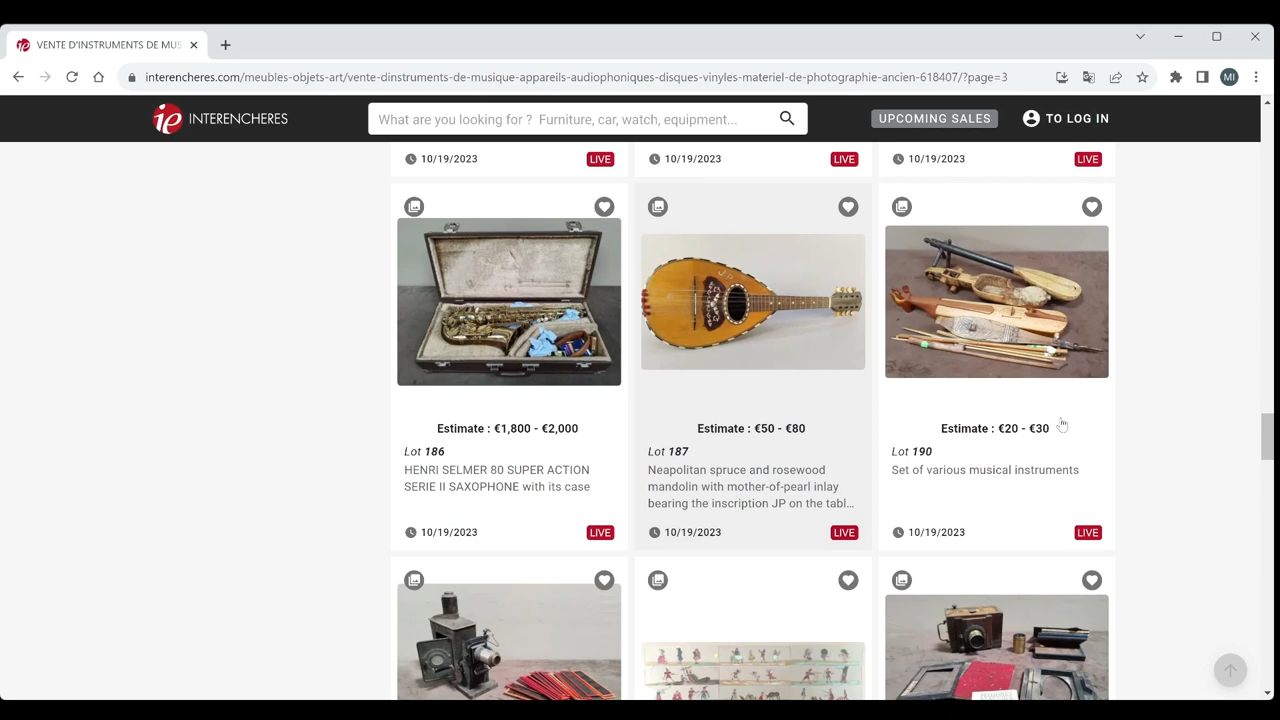 VENTE D'INSTRUMENTS DE MUS
interencheres.com/meubles-objets-art/vente-dinstruments-de-musique-appareils-audiophoniques-disques-vinyles-materiel-de-photographie-ancien-618407/?page=3
MI
ie INTERENCHERES
What are you looking for ? Furniture, car, watch, equipment...
UPCOMING SALES
TO LOG IN
10/19/2023 LIVE
10/19/2023 LIVE
10/19/2023 LIVE
Estimate : €1,800 - €2,000
Lot 186
HENRI SELMER 80 SUPER ACTION
SERIE II SAXOPHONE with its case
10/19/2023 LIVE
JP
Estimate : €50 - €80
Lot 187
Neapolitan spruce and rosewood
mandolin with mother-of-pearl inlay
bearing the inscription JP on the tabl...
10/19/2023 LIVE
Estimate : €20 - €30
Lot 190
Set of various musical instruments
10/19/2023 LIVE